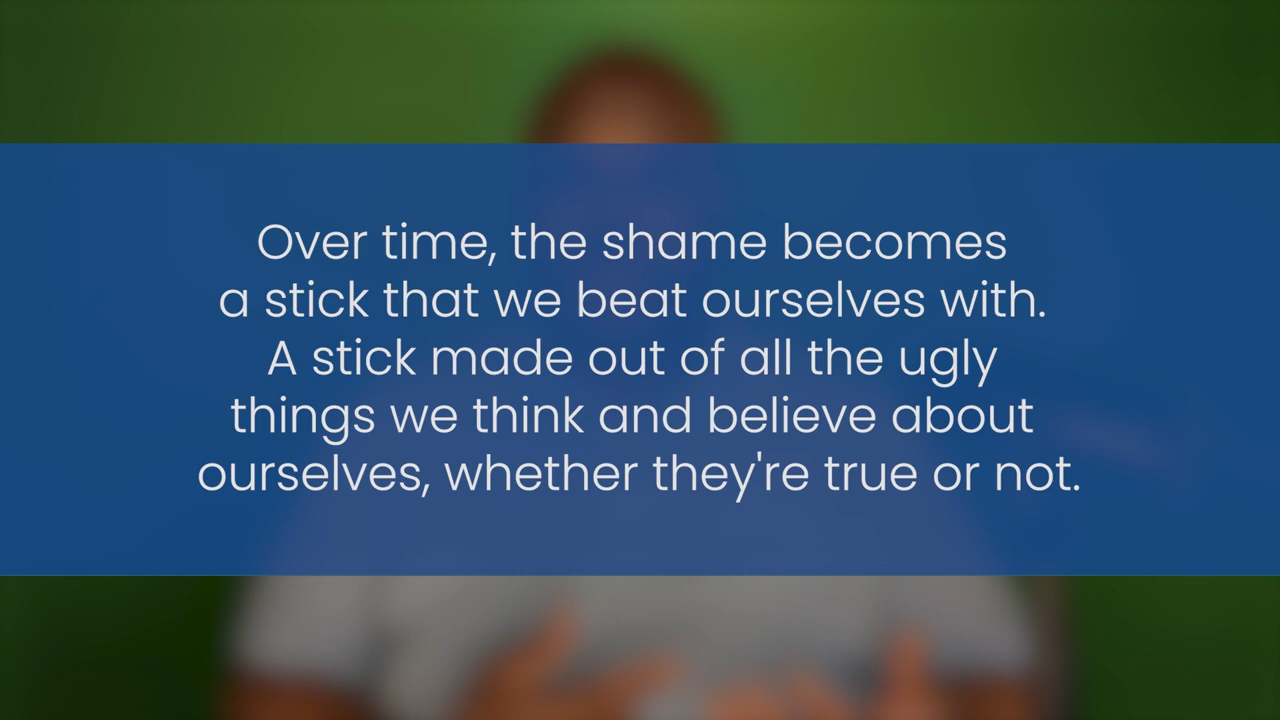 Over time, the shame becomes
a stick that we beat ourselves with.
A stick made out of all the ugly
things we think and believe about
ourselves, whether they're true or not.